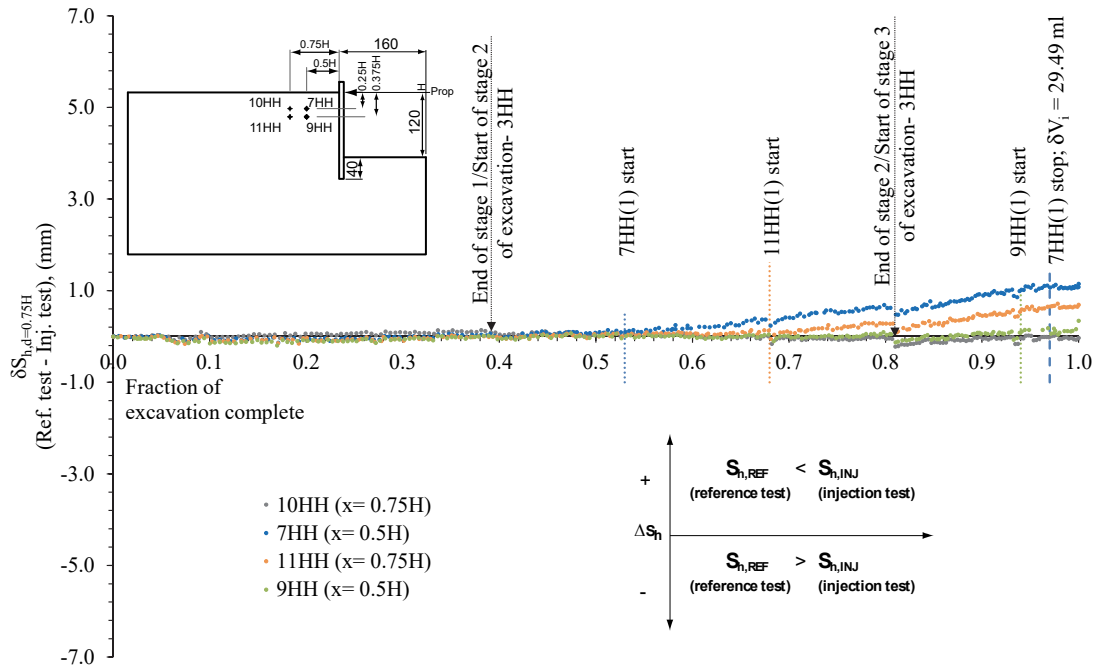 7.0
5.0
3.0
1.0
-1.0
-3.0
-5.0
-7.0
δS_h,d=0.75H
(Ref. test - Inj. test), (mm)
0.0
0.1
0.2
0.3
0.4
0.5
0.6
0.7
0.8
0.9
1.0
Fraction of
excavation complete
0.75H
160
0.5H
0.25H
0.375H
H
Prop
10HH
7HH
11HH
9HH
120
40
End of stage 1/Start of stage 2
of excavation- 3HH
7HH(1) start
11HH(1) start
End of stage 2/Start of stage 3
of excavation- 3HH
9HH(1) start
7HH(1) stop; δV_i = 29.49 ml
10HH (x= 0.75H)
7HH (x= 0.5H)
11HH (x= 0.75H)
9HH (x= 0.5H)
+
S_h,REF < S_h,INJ
(reference test) (injection test)
ΔS_h
S_h,REF > S_h,INJ
(reference test) (injection test)
-